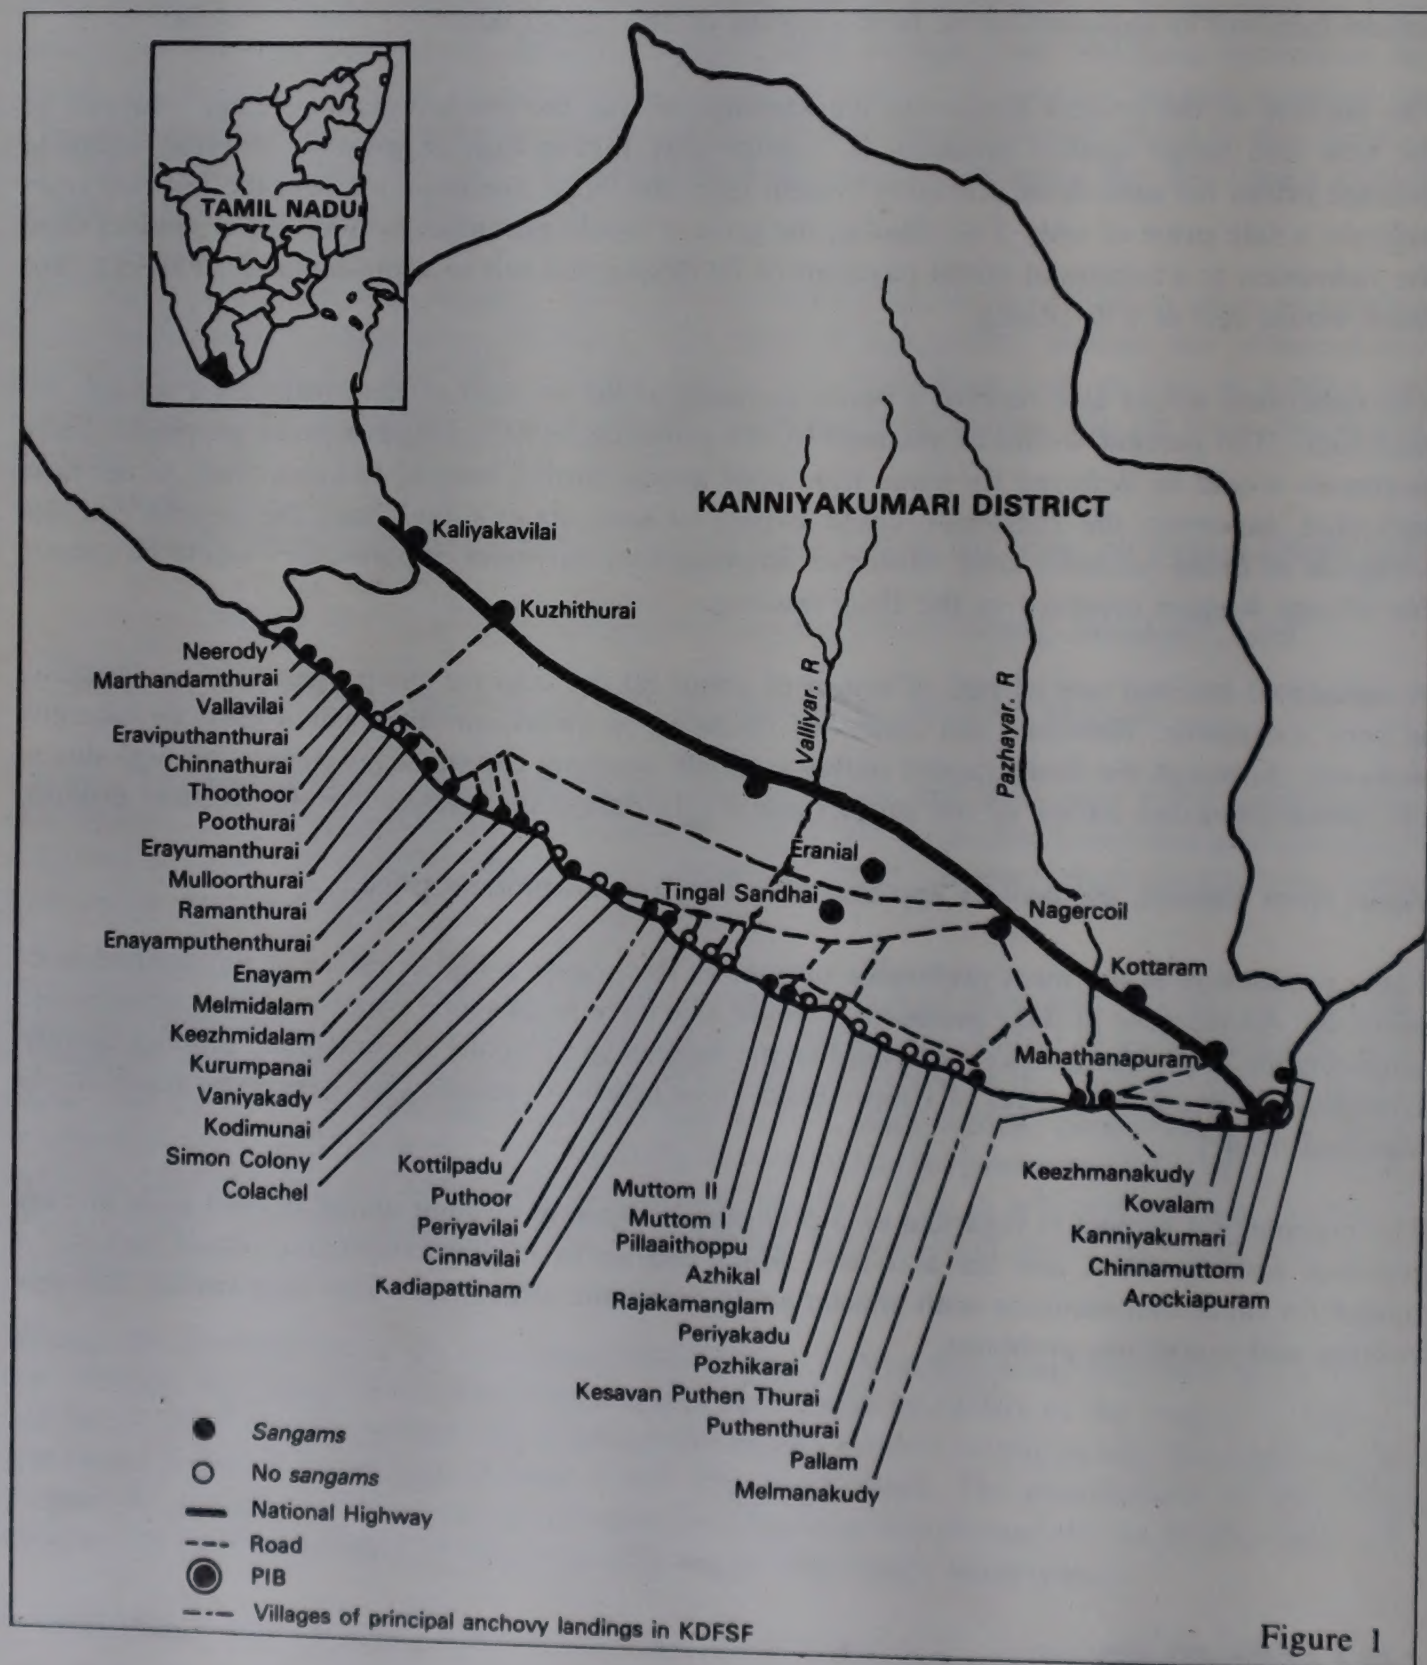 TAMIL NADU
KANNIYAKUMARI DISTRICT
Kaliyakavilai
Kuzhithurai
Valliyar. R
Pazhayar. R
Eranial
Tingal Sandhai
Nagercoil
Kottaram
Mahathanapuram
Neerody
Marthandamthurai
Vallavilai
Eraviputhanthurai
Chinnathurai
Thoothoor
Poothurai
Erayumanthurai
Mulloorthurai
Ramanthurai
Enayamputhenthurai
Enayam
Melmidalam
Keezhmidalam
Kurumpanai
Vaniyakady
Kodimunai
Simon Colony
Colachel
Kottilpadu
Puthoor
Periyavilai
Cinnavilai
Kadiapattinam
Muttom II
Muttom I
Pillaaithoppu
Azhikal
Rajakamanglam
Periyakadu
Pozhikarai
Kesavan Puthen Thurai
Puthenthurai
Pallam
Melmanakudy
Keezhmanakudy
Kovalam
Kanniyakumari
Chinnamuttom
Arockiapuram
Sangams
No sangams
National Highway
Road
PIB
Villages of principal anchovy landings in KDFSF
Figure 1